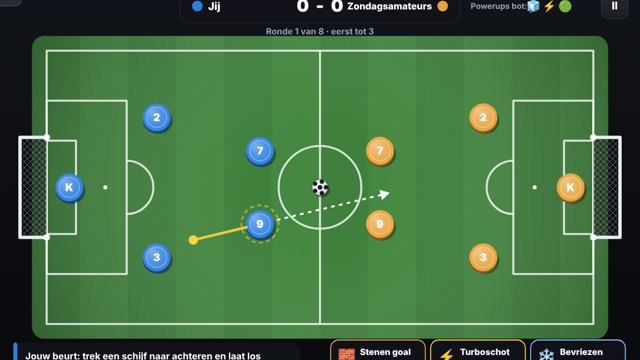 Jij 0 - 0 Zondagsamateurs
Powerups bot:
Ronde 1 van 8 · eerst tot 3
2
2
7
7
K
K
9
9
3
3
Jouw beurt: trek een schijf naar achteren en laat los
Stenen goal
Turboschot
Bevriezen